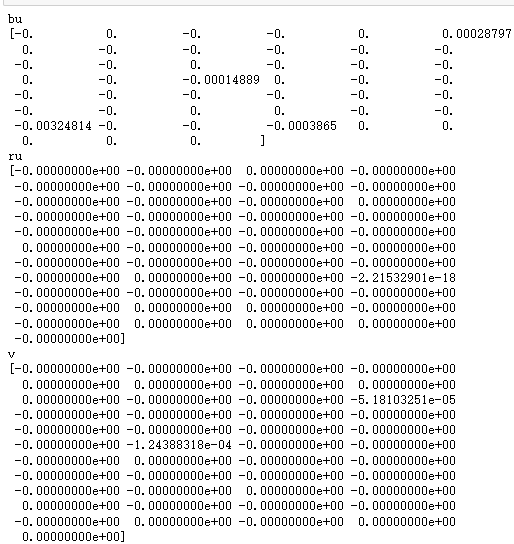 bu
[-0. 0. -0. -0. 0. 0.00028797
0. -0. -0. -0. -0. -0.
-0. 0. -0. 0. -0. -0.
0. -0. -0.00014889 -0. -0. -0.
-0. -0. -0. 0. -0. -0.
-0. -0. 0. 0. -0. -0.
-0.00324814 -0. -0. -0.0003865 0. 0.
0. 0. 0. ]
ru
[-0.00000000e+00 -0.00000000e+00 0.00000000e+00 -0.00000000e+00
-0.00000000e+00 -0.00000000e+00 -0.00000000e+00 -0.00000000e+00
-0.00000000e+00 -0.00000000e+00 -0.00000000e+00 0.00000000e+00
-0.00000000e+00 -0.00000000e+00 -0.00000000e+00 -0.00000000e+00
-0.00000000e+00 -0.00000000e+00 -0.00000000e+00 -0.00000000e+00
0.00000000e+00 -0.00000000e+00 -0.00000000e+00 -0.00000000e+00
-0.00000000e+00 -0.00000000e+00 -0.00000000e+00 -0.00000000e+00
-0.00000000e+00 0.00000000e+00 -0.00000000e+00 -2.21532901e-18
-0.00000000e+00 -0.00000000e+00 -0.00000000e+00 0.00000000e+00
-0.00000000e+00 0.00000000e+00 -0.00000000e+00 0.00000000e+00
-0.00000000e+00 0.00000000e+00 0.00000000e+00 0.00000000e+00
-0.00000000e+00]
v
[-0.00000000e+00 -0.00000000e+00 -0.00000000e+00 -0.00000000e+00
0.00000000e+00 0.00000000e+00 -0.00000000e+00 0.00000000e+00
0.00000000e+00 -0.00000000e+00 -0.00000000e+00 -5.18103251e-05
-0.00000000e+00 -0.00000000e+00 -0.00000000e+00 -0.00000000e+00
-0.00000000e+00 -0.00000000e+00 -0.00000000e+00 -0.00000000e+00
-0.00000000e+00 -1.24388318e-04 -0.00000000e+00 -0.00000000e+00
0.00000000e+00 -0.00000000e+00 0.00000000e+00 0.00000000e+00
-0.00000000e+00 0.00000000e+00 -0.00000000e+00 -0.00000000e+00
-0.00000000e+00 0.00000000e+00 -0.00000000e+00 0.00000000e+00
0.00000000e+00 -0.00000000e+00 -0.00000000e+00 -0.00000000e+00
-0.00000000e+00 0.00000000e+00 -0.00000000e+00 0.00000000e+00
0.00000000e+00]